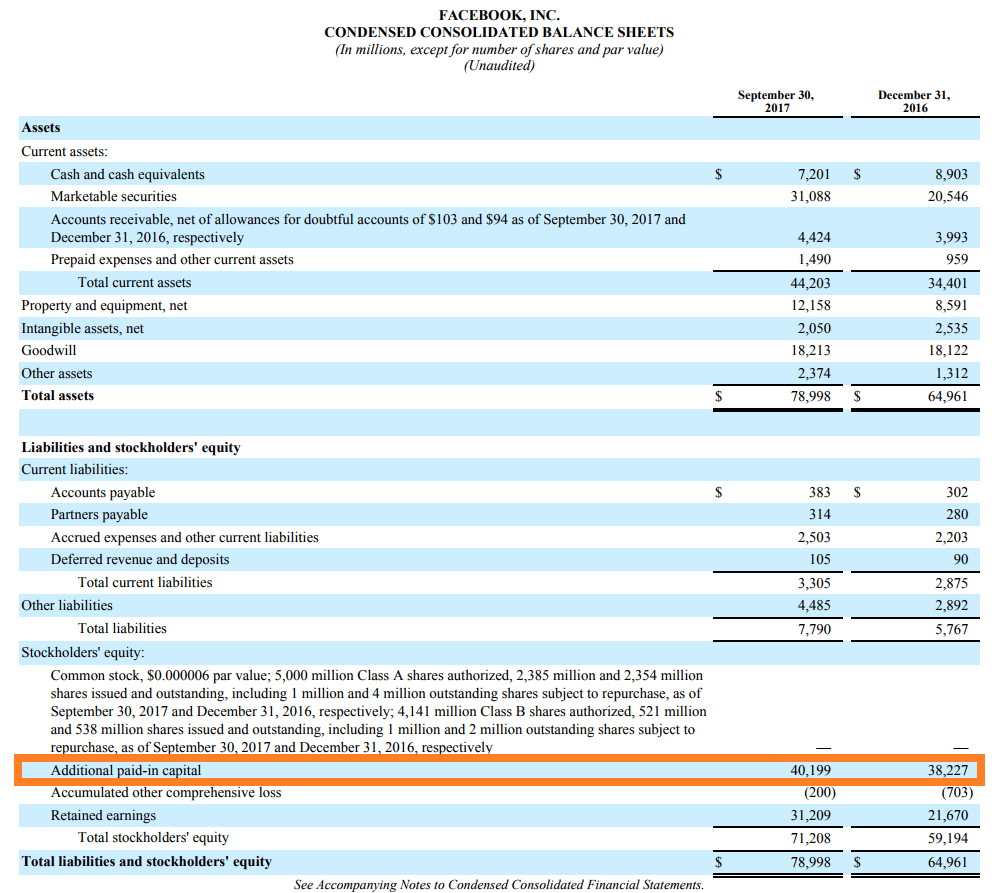 FACEBOOK, INC.
CONDENSED CONSOLIDATED BALANCE SHEETS
(In millions, except for number of shares and par value)
(Unaudited)
September 30, 2017 December 31, 2016
Assets
Current assets:
Cash and cash equivalents $ 7,201 $ 8,903
Marketable securities 31,088 20,546
Accounts receivable, net of allowances for doubtful accounts of $103 and $94 as of September 30, 2017 and
December 31, 2016, respectively 4,424 3,993
Prepaid expenses and other current assets 1,490 959
Total current assets 44,203 34,401
Property and equipment, net 12,158 8,591
Intangible assets, net 2,050 2,535
Goodwill 18,213 18,122
Other assets 2,374 1,312
Total assets $ 78,998 $ 64,961
Liabilities and stockholders' equity
Current liabilities:
Accounts payable $ 383 $ 302
Partners payable 314 280
Accrued expenses and other current liabilities 2,503 2,203
Deferred revenue and deposits 105 90
Total current liabilities 3,305 2,875
Other liabilities 4,485 2,892
Total liabilities 7,790 5,767
Stockholders' equity:
Common stock, $0.000006 par value; 5,000 million Class A shares authorized, 2,385 million and 2,354 million
shares issued and outstanding, including 1 million and 4 million outstanding shares subject to repurchase, as of
September 30, 2017 and December 31, 2016, respectively; 4,141 million Class B shares authorized, 521 million
and 538 million shares issued and outstanding, including 1 million and 2 million outstanding shares subject to
repurchase, as of September 30, 2017 and December 31, 2016, respectively — —
Additional paid-in capital 40,199 38,227
Accumulated other comprehensive loss (200) (703)
Retained earnings 31,209 21,670
Total stockholders' equity 71,208 59,194
Total liabilities and stockholders' equity $ 78,998 $ 64,961
See Accompanying Notes to Condensed Consolidated Financial Statements.